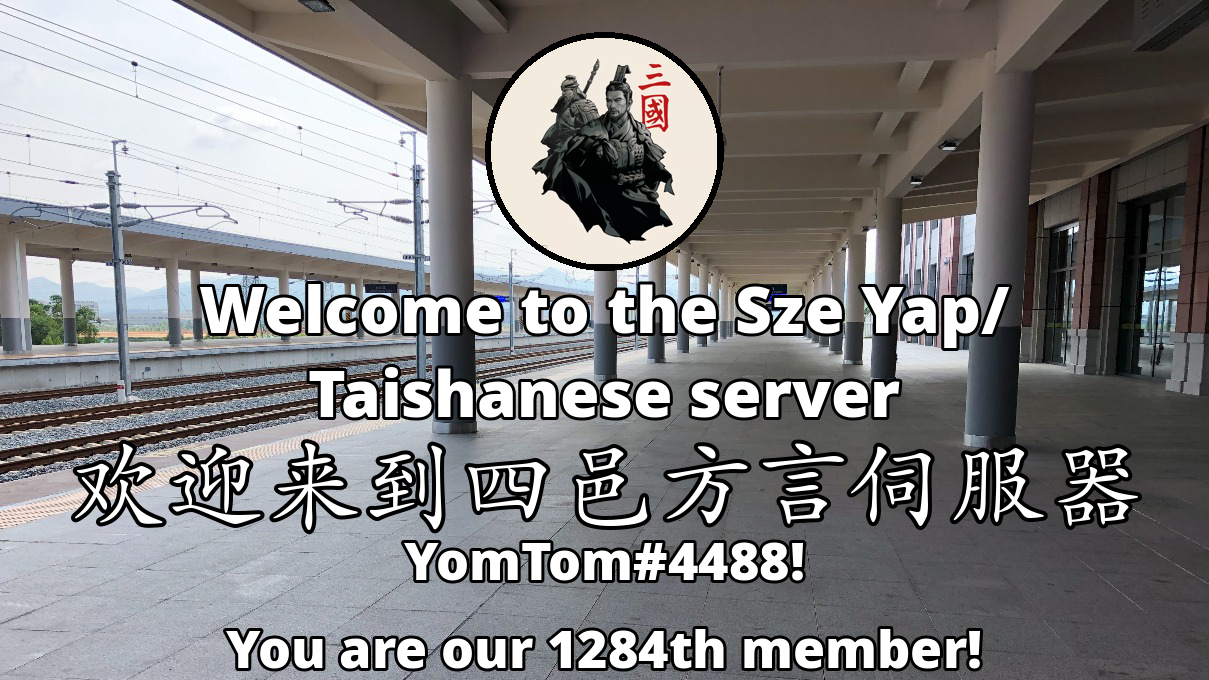 三
國
Welcome to the Sze Yap/
Taishanese server
欢迎来到四邑方言伺服器
YomTom#4488!
You are our 1284th member!